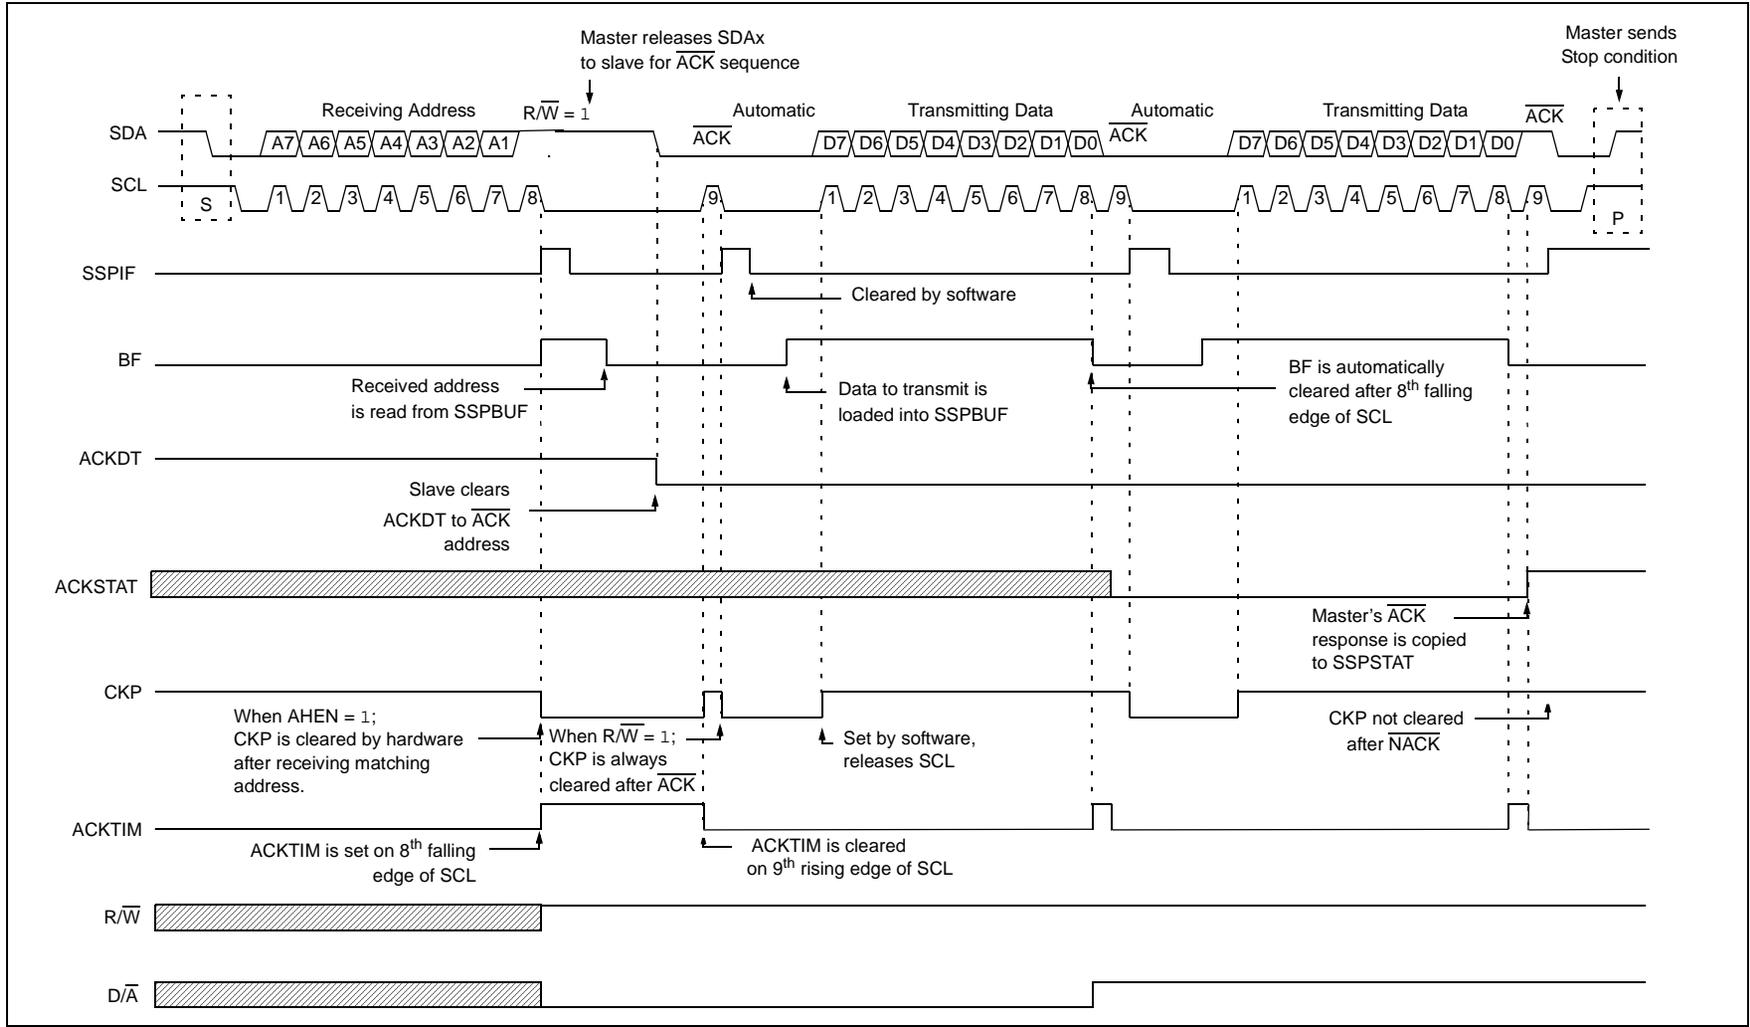 Master releases SDAx
to slave for A̅C̅K̅ sequence
Master sends
Stop condition
Receiving Address
R/W̅ = 1
Automatic
Transmitting Data
Automatic
Transmitting Data
A̅C̅K̅
SDA
A7 A6 A5 A4 A3 A2 A1
A̅C̅K̅
D7 D6 D5 D4 D3 D2 D1 D0
A̅C̅K̅
D7 D6 D5 D4 D3 D2 D1 D0
SCL
S
1 2 3 4 5 6 7 8 9
1 2 3 4 5 6 7 8 9
1 2 3 4 5 6 7 8 9
P
SSPIF
Cleared by software
BF
Received address
is read from SSPBUF
Data to transmit is
loaded into SSPBUF
BF is automatically
cleared after 8th falling
edge of SCL
ACKDT
Slave clears
ACKDT to A̅C̅K̅
address
ACKSTAT
Master’s A̅C̅K̅
response is copied
to SSPSTAT
CKP
When AHEN = 1;
CKP is cleared by hardware
after receiving matching
address.
When R/W̅ = 1;
CKP is always
cleared after A̅C̅K̅
Set by software,
releases SCL
CKP not cleared
after N̅A̅C̅K̅
ACKTIM
ACKTIM is set on 8th falling
edge of SCL
ACKTIM is cleared
on 9th rising edge of SCL
R/W̅
D/A̅